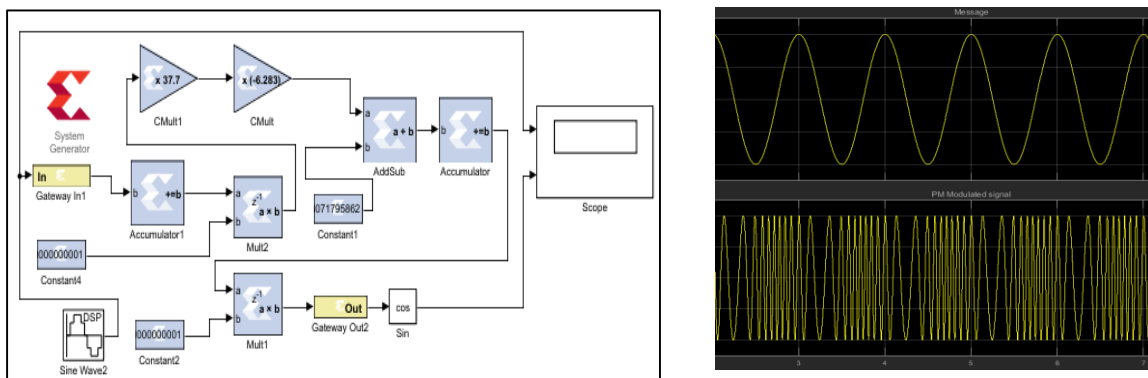 x 37.7
CMult1
x (-6.283)
CMult
System
Generator
a
b
a + b
AddSub
b
+=b
Accumulator
Scope
In
Gateway In1
b
+=b
Accumulator1
a
b
z-1
a × b
Mult2
071795862
Constant1
000000001
Constant4
DSP
Sine Wave2
000000001
Constant2
a
b
z-1
a × b
Mult1
Out
Gateway Out2
cos
Sin
Message
PM Modulated signal
3
4
5
6
7